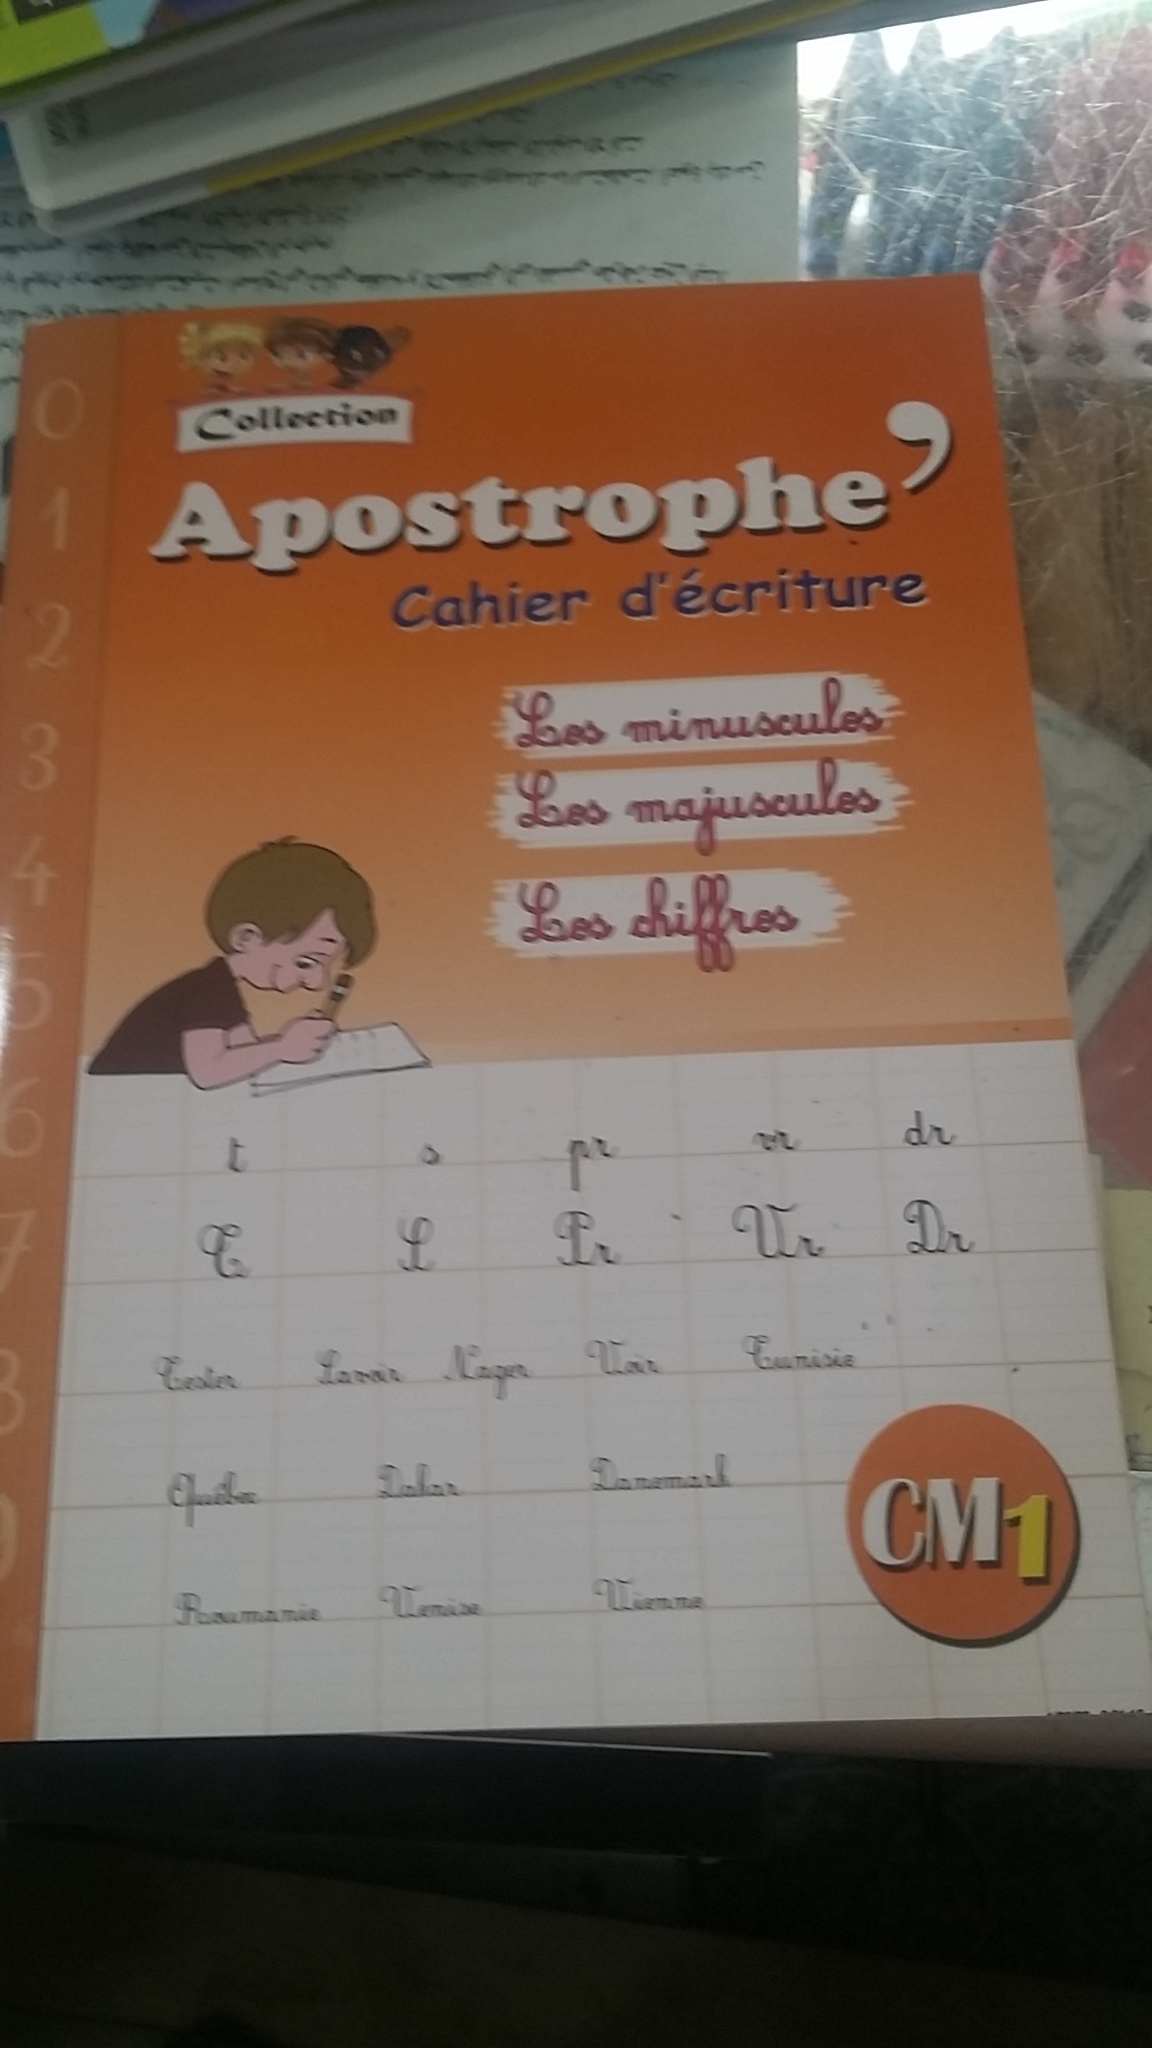 Collection
Apostrophe'
Cahier d'écriture
Les minuscules
Les majuscules
Les chiffres
t s pr vr dr
T S Pr Vr Dr
Tester Savoir Nager Voir Tunisie
Québec Dakar Danemark
Roumanie Venise Vienne
CM1
0
1
2
3
4
5
6
7
8
9